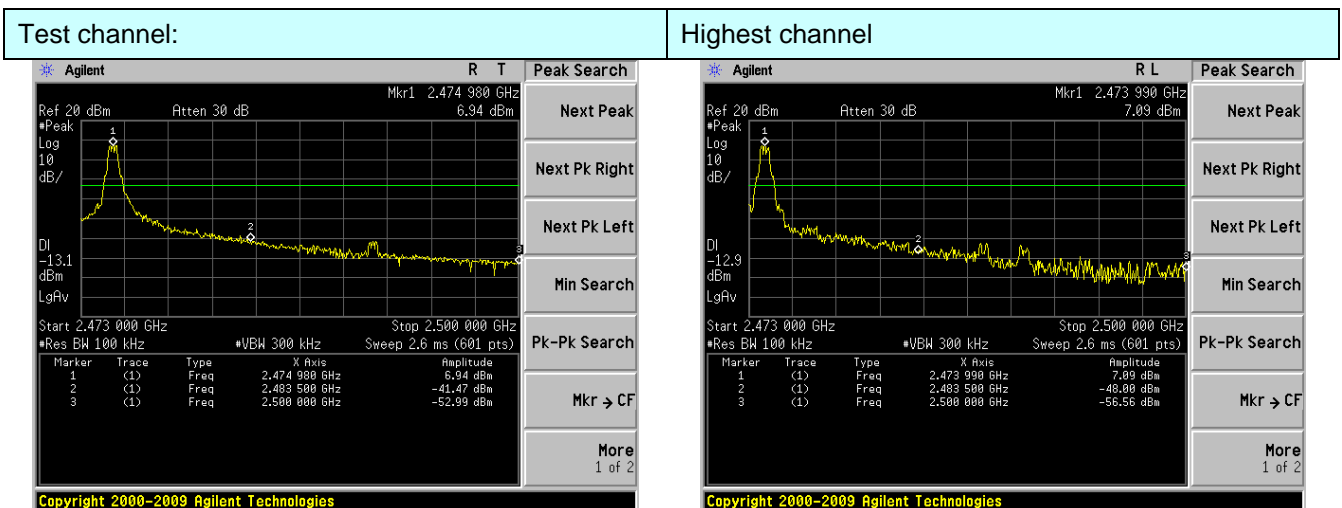 Test channel:
Highest channel
Agilent
R T
Peak Search
Mkr1 2.474 980 GHz
Ref 20 dBm
Atten 30 dB
6.94 dBm
#Peak
Log
10
dB/
1
2
3
DI
-13.1
dBm
LgAv
Start 2.473 000 GHz
Stop 2.500 000 GHz
#Res BW 100 kHz
#VBW 300 kHz
Sweep 2.6 ms (601 pts)
Marker Trace Type X Axis Amplitude
1 (1) Freq 2.474 980 GHz 6.94 dBm
2 (1) Freq 2.483 500 GHz -41.47 dBm
3 (1) Freq 2.500 000 GHz -52.99 dBm
Next Peak
Next Pk Right
Next Pk Left
Min Search
Pk-Pk Search
Mkr → CF
More
1 of 2
Copyright 2000-2009 Agilent Technologies
Agilent
R L
Peak Search
Mkr1 2.473 990 GHz
Ref 20 dBm
Atten 30 dB
7.09 dBm
#Peak
Log
10
dB/
1
2
3
DI
-12.9
dBm
LgAv
Start 2.473 000 GHz
Stop 2.500 000 GHz
#Res BW 100 kHz
#VBW 300 kHz
Sweep 2.6 ms (601 pts)
Marker Trace Type X Axis Amplitude
1 (1) Freq 2.473 990 GHz 7.09 dBm
2 (1) Freq 2.483 500 GHz -48.00 dBm
3 (1) Freq 2.500 000 GHz -56.56 dBm
Next Peak
Next Pk Right
Next Pk Left
Min Search
Pk-Pk Search
Mkr → CF
More
1 of 2
Copyright 2000-2009 Agilent Technologies